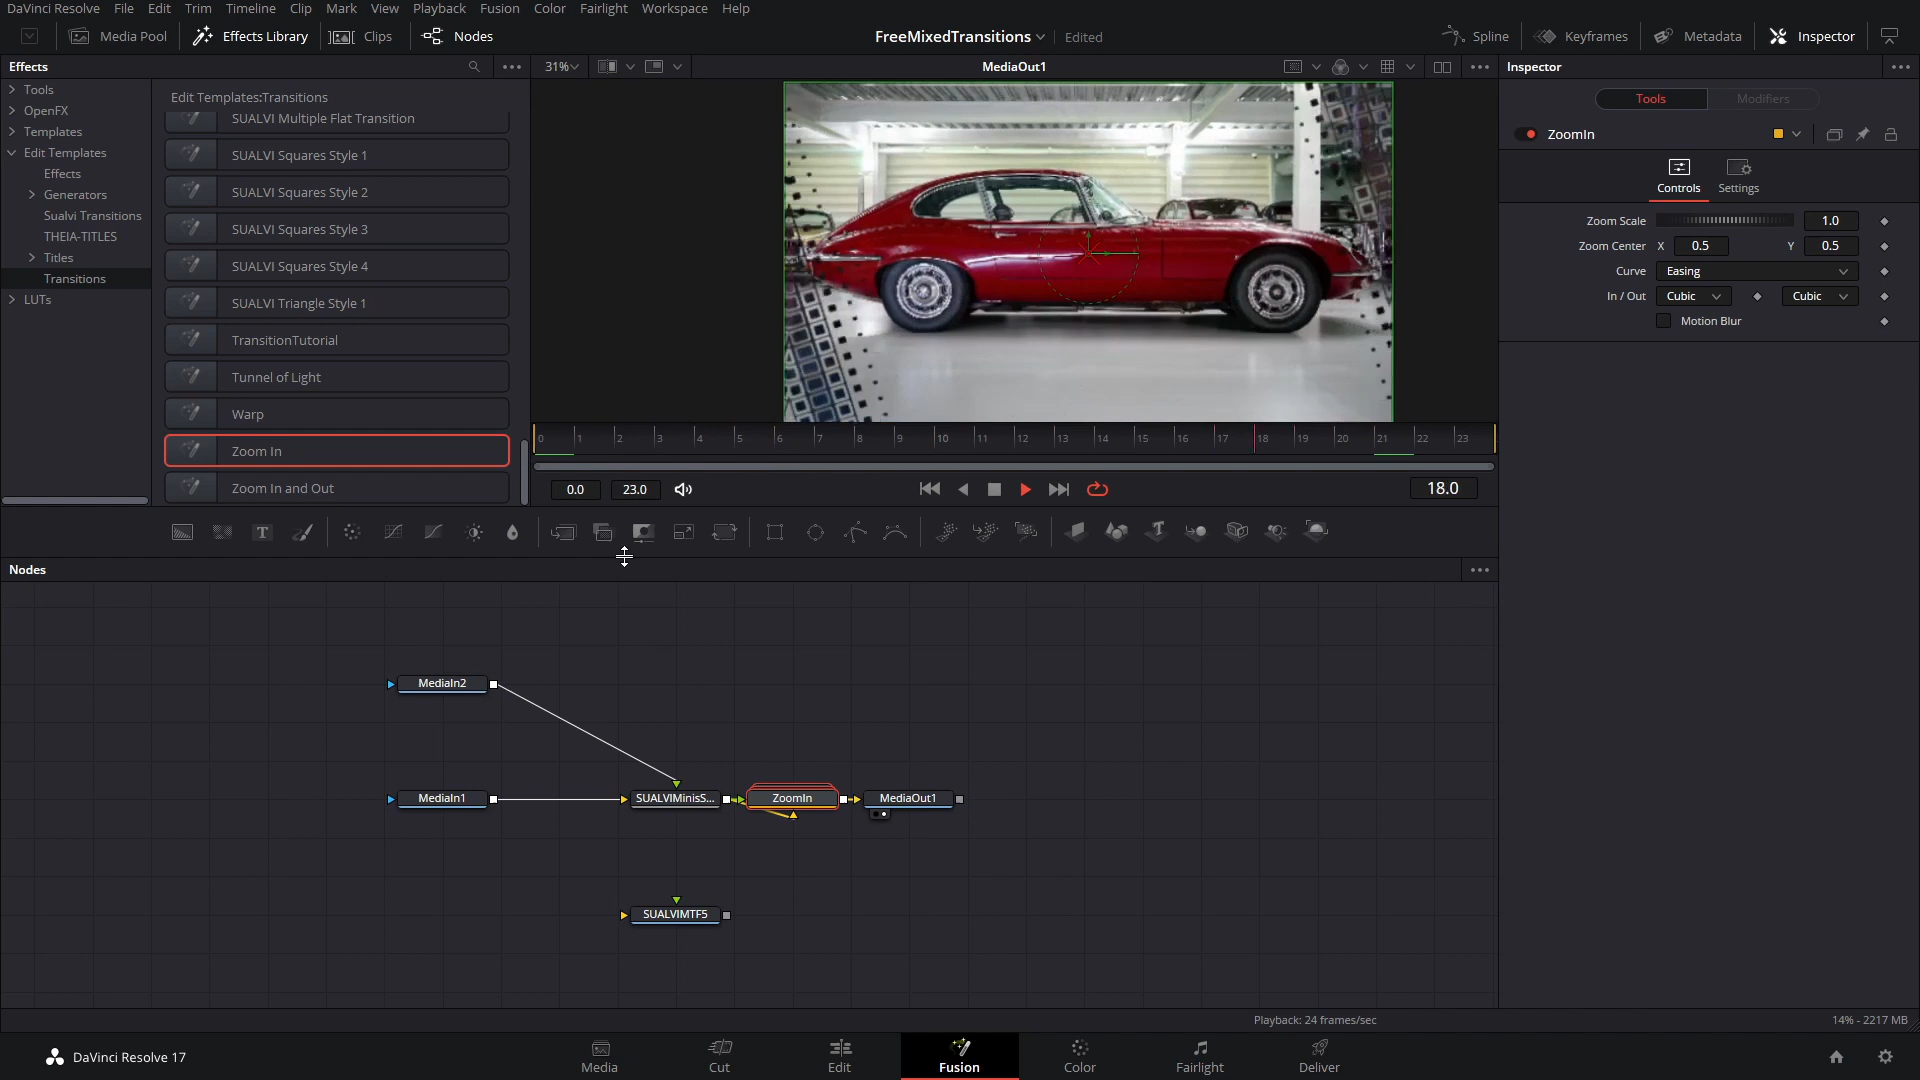 DaVinci Resolve File Edit Trim Timeline Clip Mark View Playback Fusion Color Fairlight Workspace Help
Media Pool Effects Library Clips Nodes FreeMixedTransitions Edited Spline Keyframes Metadata Inspector
Effects 31% MediaOut1 Inspector
Tools
OpenFX
Templates
Edit Templates
Effects
Generators
Sualvi Transitions
THEIA-TITLES
Titles
Transitions
LUTs
Edit Templates:Transitions
SUALVI Multiple Flat Transition
SUALVI Squares Style 1
SUALVI Squares Style 2
SUALVI Squares Style 3
SUALVI Squares Style 4
SUALVI Triangle Style 1
TransitionTutorial
Tunnel of Light
Warp
Zoom In
Zoom In and Out
0 1 2 3 4 5 6 7 8 9 10 11 12 13 14 15 16 17 18 19 20 21 22 23
0.0 23.0 18.0
Tools Modifiers
ZoomIn
Controls Settings
Zoom Scale 1.0
Zoom Center X 0.5 Y 0.5
Curve Easing
In / Out Cubic Cubic
Motion Blur
Nodes
MediaIn2
MediaIn1 SUALVIMinisS... ZoomIn MediaOut1
SUALVIMTF5
Playback: 24 frames/sec 14% - 2217 MB
DaVinci Resolve 17 Media Cut Edit Fusion Color Fairlight Deliver